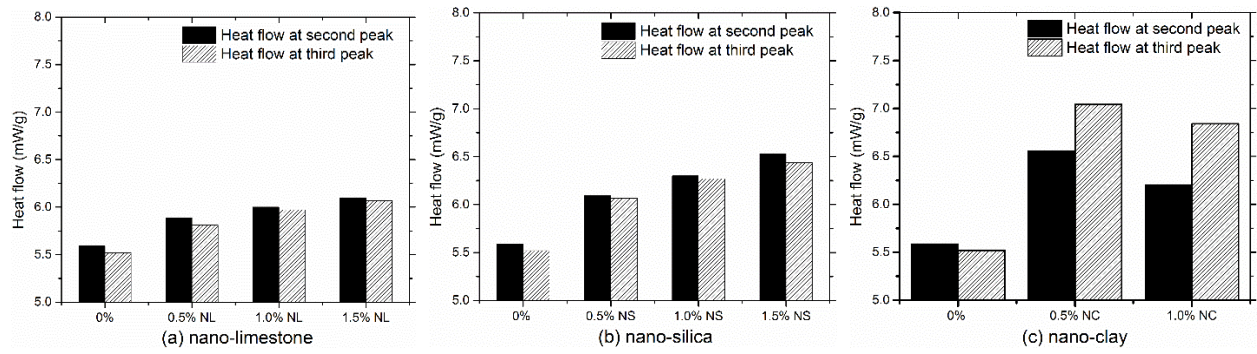 8.0
7.5
7.0
6.5
6.0
5.5
5.0
Heat flow (mW/g)
Heat flow at second peak
Heat flow at third peak
0%
0.5% NL
1.0% NL
1.5% NL
(a) nano-limestone
8.0
7.5
7.0
6.5
6.0
5.5
5.0
Heat flow (mW/g)
Heat flow at second peak
Heat flow at third peak
0%
0.5% NS
1.0% NS
1.5% NS
(b) nano-silica
8.0
7.5
7.0
6.5
6.0
5.5
5.0
Heat flow (mW/g)
Heat flow at second peak
Heat flow at third peak
0%
0.5% NC
1.0% NC
(c) nano-clay